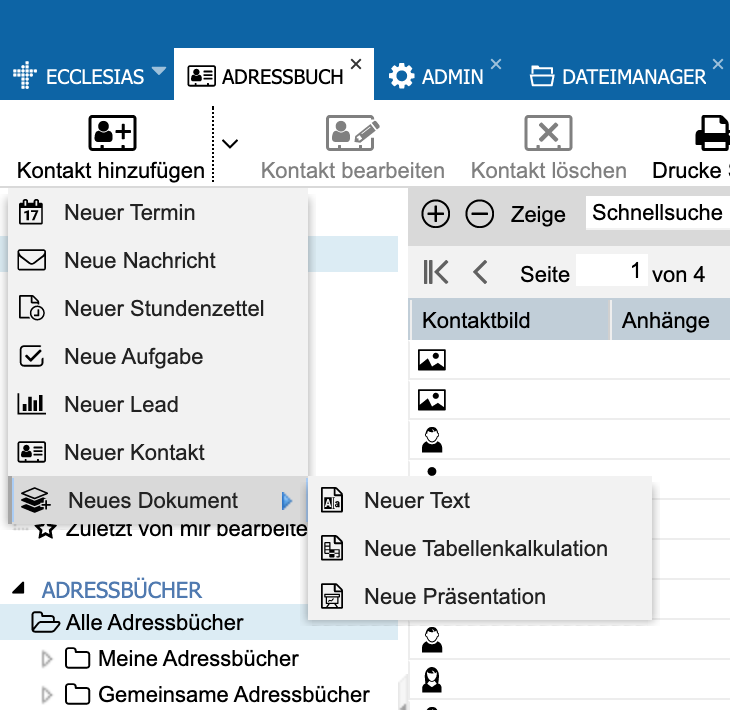 ECCLESIAS
ADRESSBUCH
ADMIN
DATEIMANAGER
Kontakt hinzufügen
Kontakt bearbeiten
Kontakt löschen
Drucke
17 Neuer Termin
Neue Nachricht
Neuer Stundenzettel
Neue Aufgabe
Neuer Lead
Neuer Kontakt
Neues Dokument
Zeige Schnellsuche
Seite 1 von 4
Kontaktbild Anhänge
Neuer Text
Neue Tabellenkalkulation
Neue Präsentation
Zuletzt von mir bearbeite
ADRESSBÜCHER
Alle Adressbücher
Meine Adressbücher
Gemeinsame Adressbücher